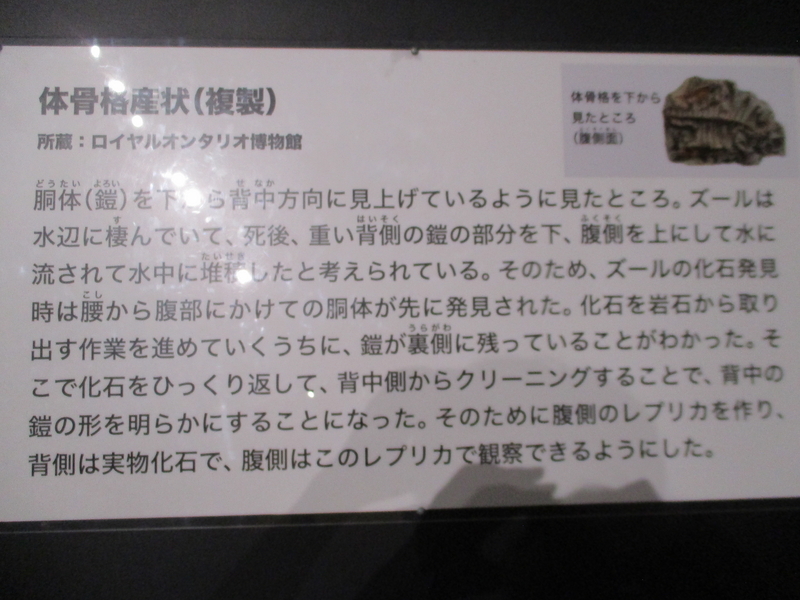 体骨格産状(複製)
所蔵：ロイヤルオンタリオ博物館
体骨格を下から
見たところ
(腹側面)
胴体(鎧)を下から背中方向に見上げているように見たところ。ズールは
水辺に棲んでいて、死後、重い背側の鎧の部分を下、腹側を上にして水に
流されて水中に堆積したと考えられている。そのため、ズールの化石発見
時は腰から腹部にかけての胴体が先に発見された。化石を岩石から取り
出す作業を進めていくうちに、鎧が裏側に残っていることがわかった。そ
こで化石をひっくり返して、背中側からクリーニングすることで、背中の
鎧の形を明らかにすることになった。そのために腹側のレプリカを作り、
背側は実物化石で、腹側はこのレプリカで観察できるようにした。